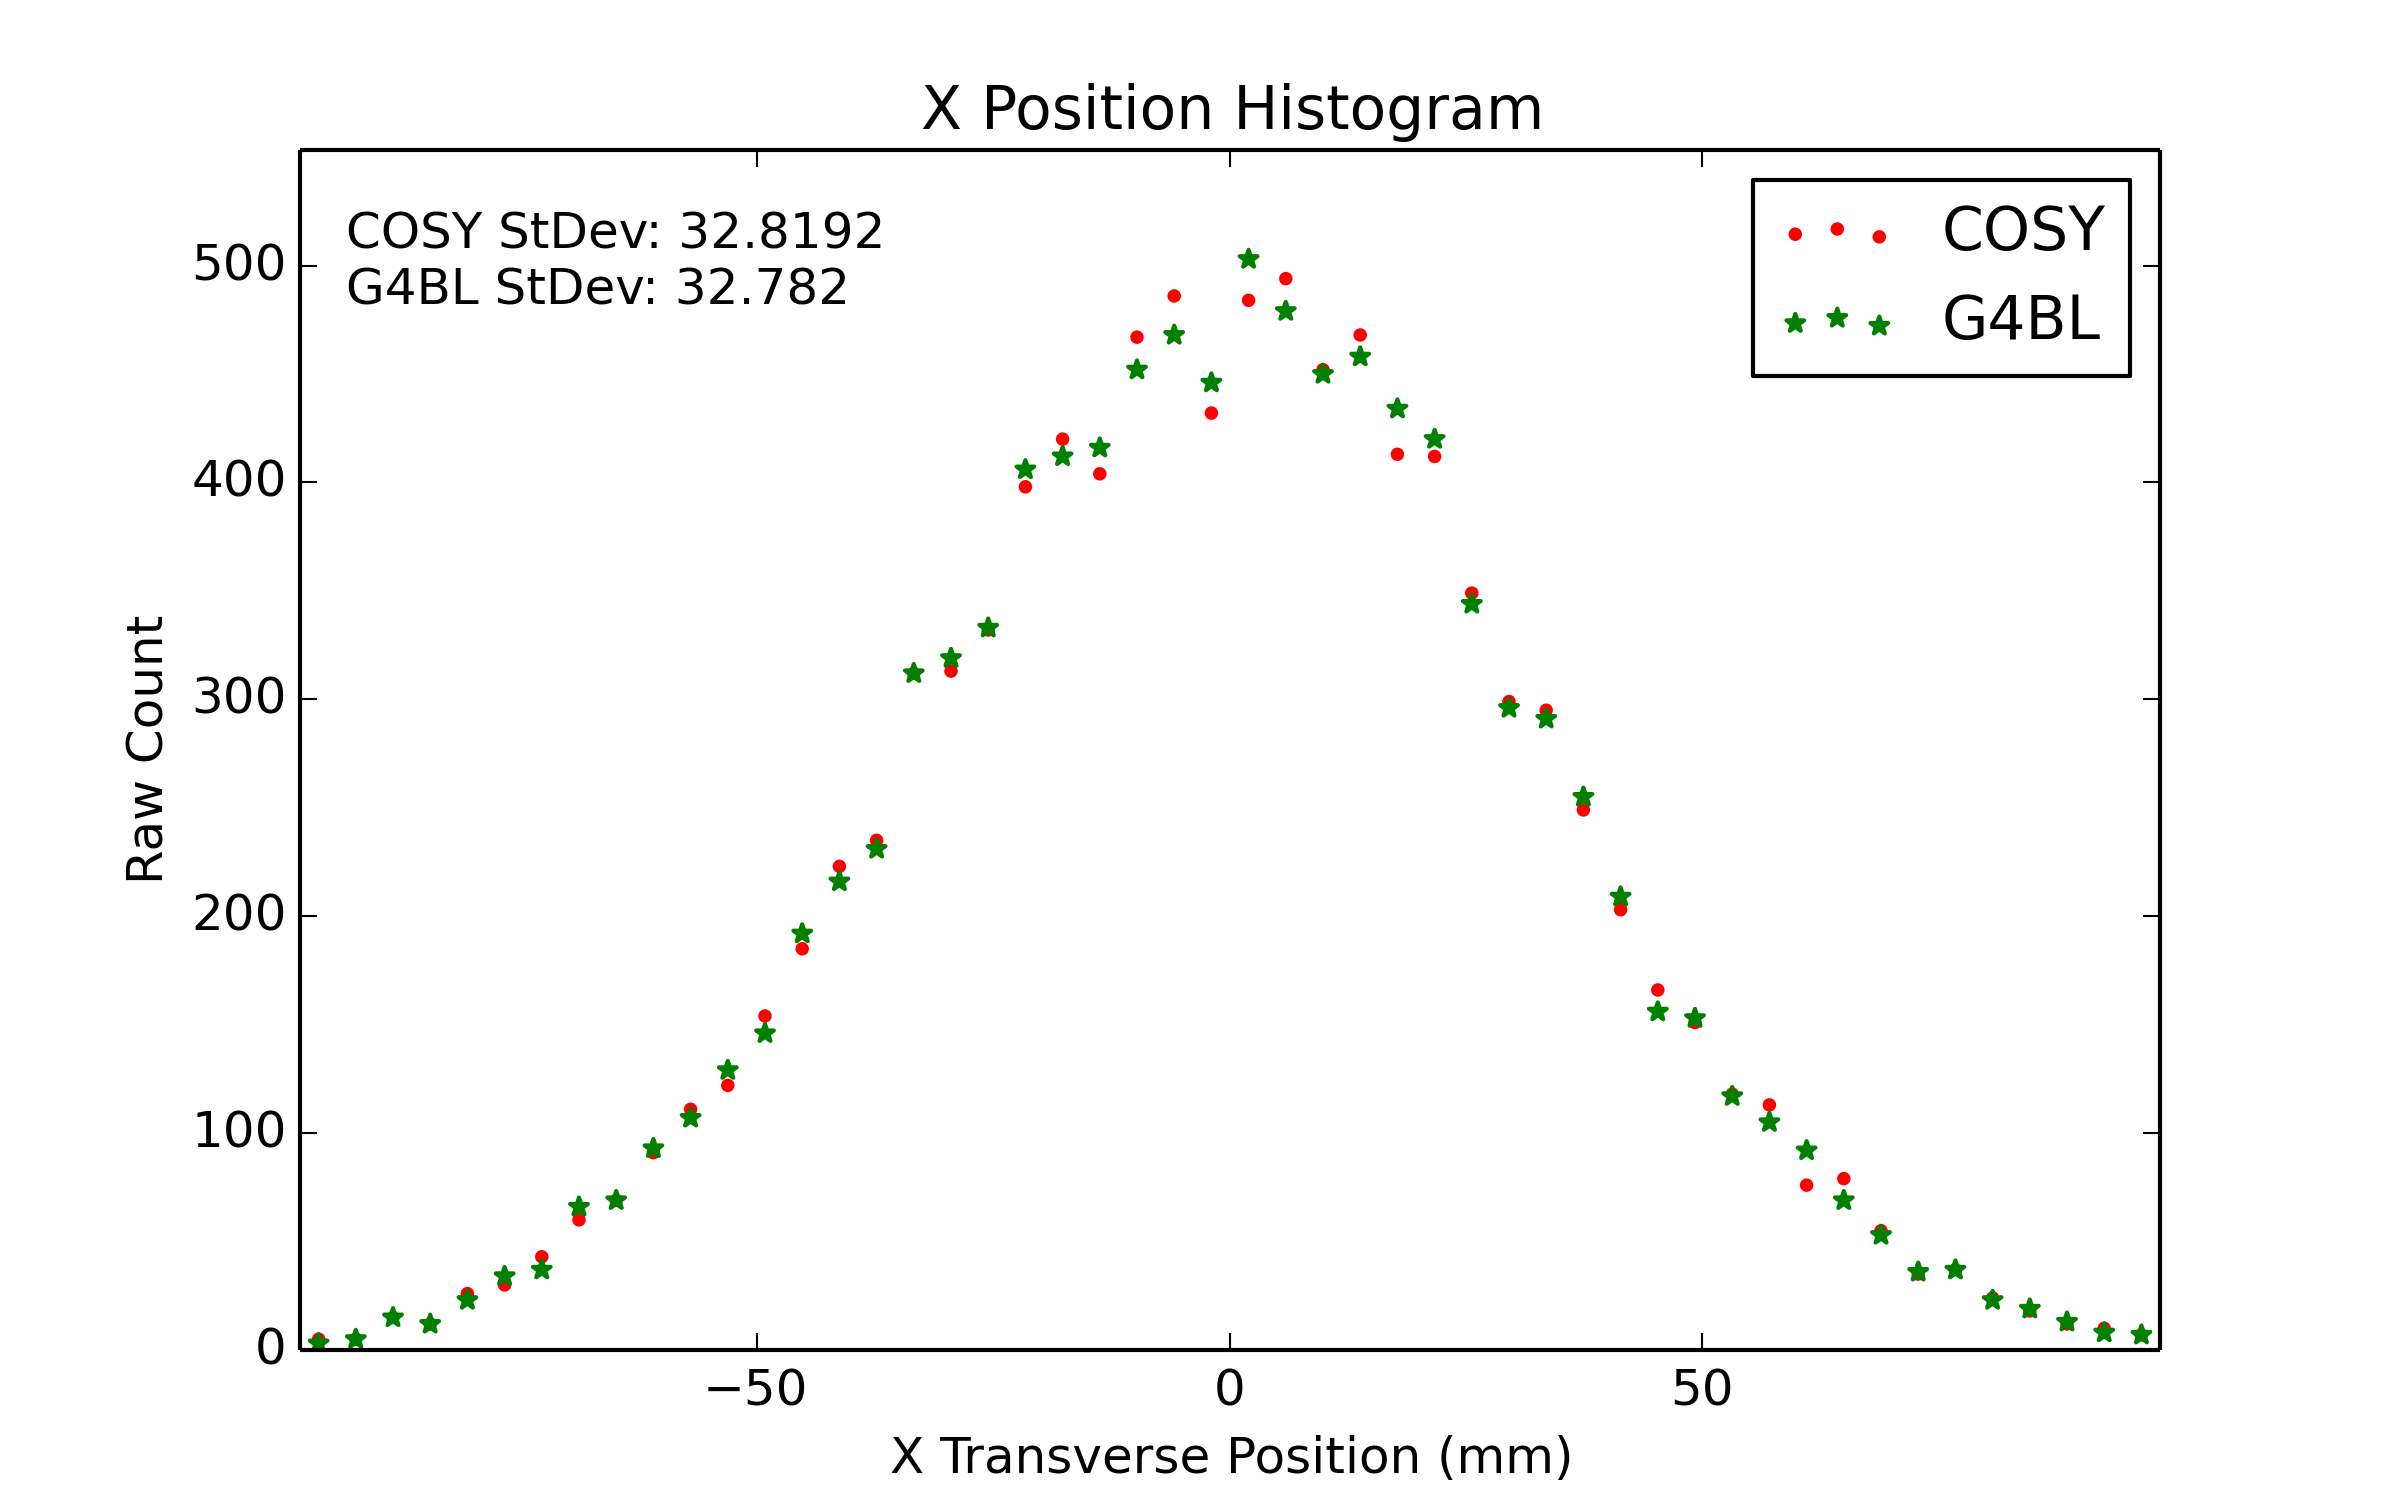 X Position Histogram
COSY StDev: 32.8192
G4BL StDev: 32.782
COSY
G4BL
500
400
300
200
100
0
Raw Count
−50
0
50
X Transverse Position (mm)